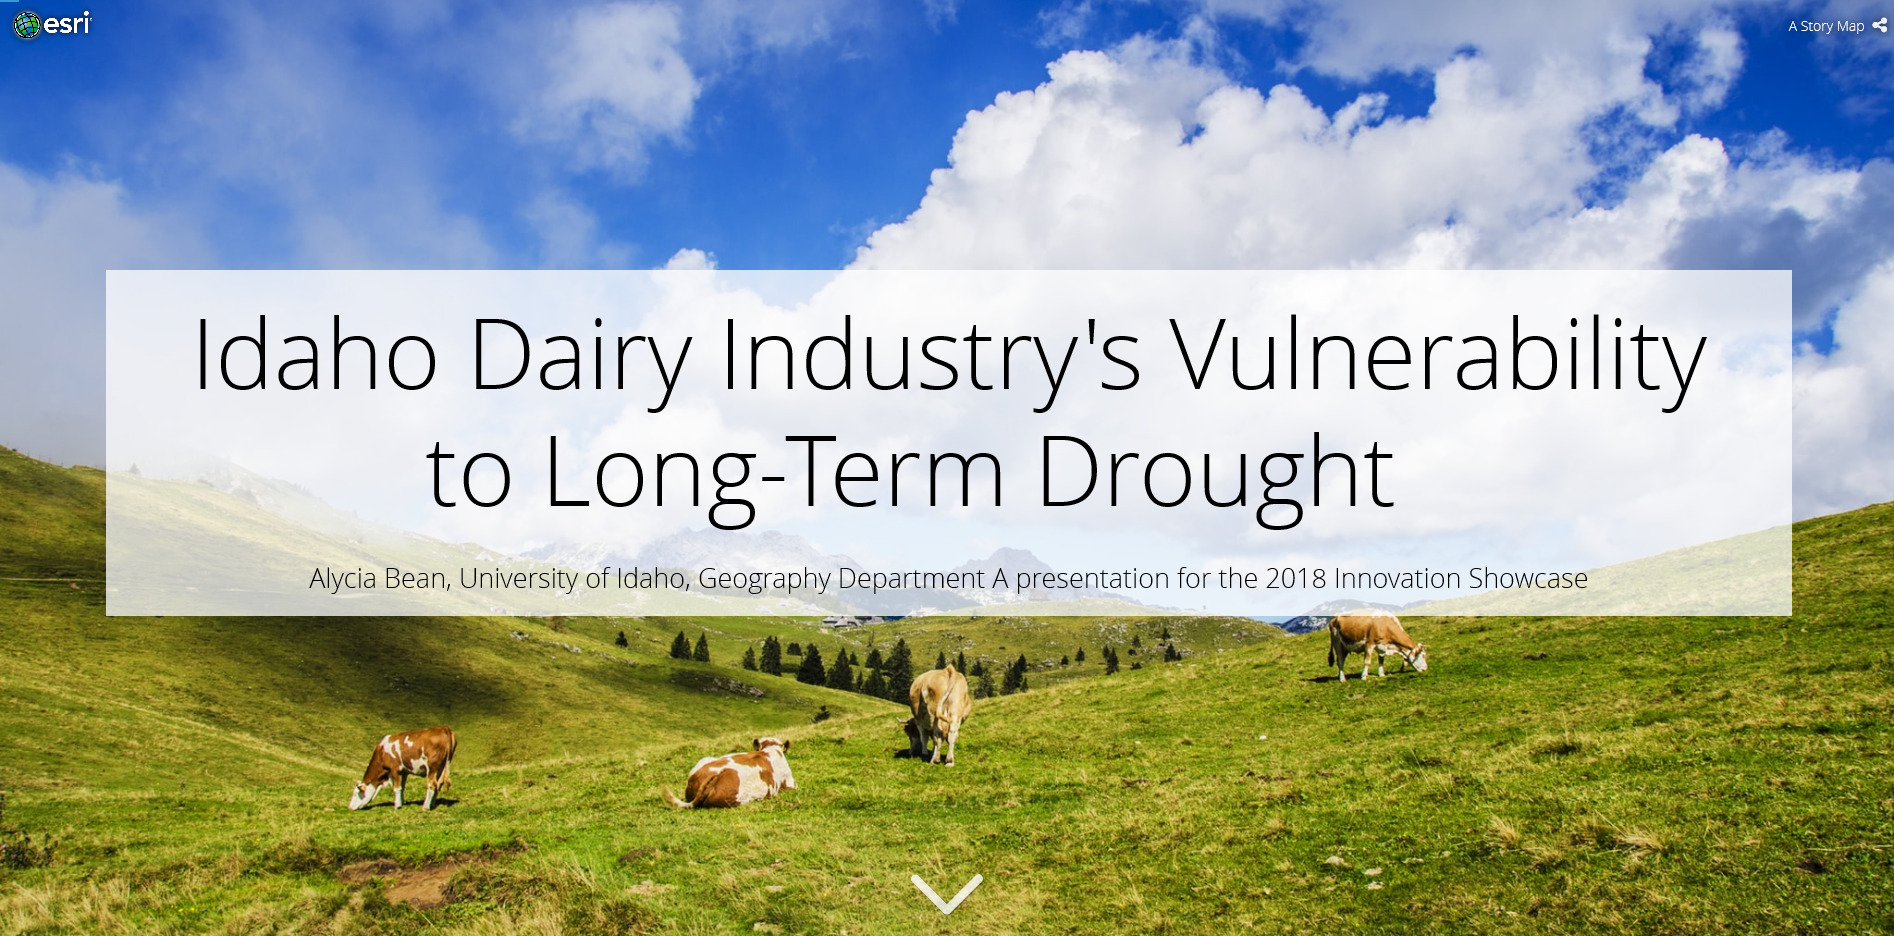 esri
A Story Map
Idaho Dairy Industry's Vulnerability
to Long-Term Drought
Alycia Bean, University of Idaho, Geography Department A presentation for the 2018 Innovation Showcase